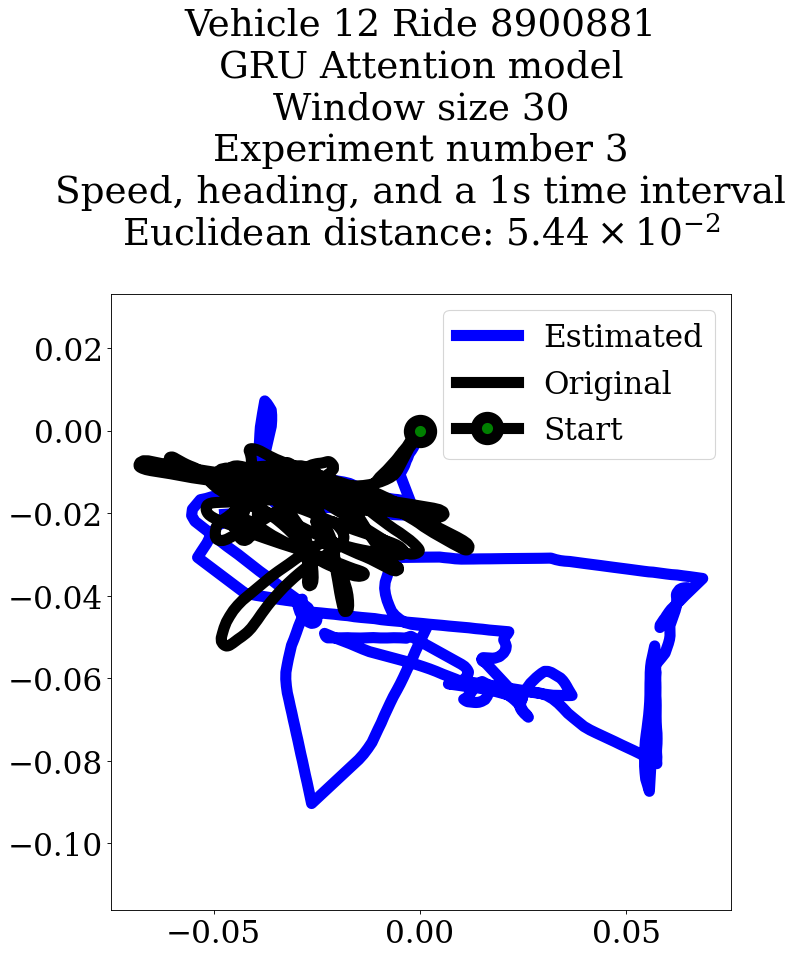 Vehicle 12 Ride 8900881
GRU Attention model
Window size 30
Experiment number 3
Speed, heading, and a 1s time interval
Euclidean distance: 5.44 × 10⁻²
Estimated
Original
Start
0.02
0.00
−0.02
−0.04
−0.06
−0.08
−0.10
−0.05
0.00
0.05